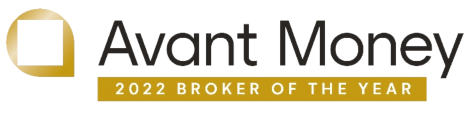 Avant Money
2022 BROKER OF THE YEAR